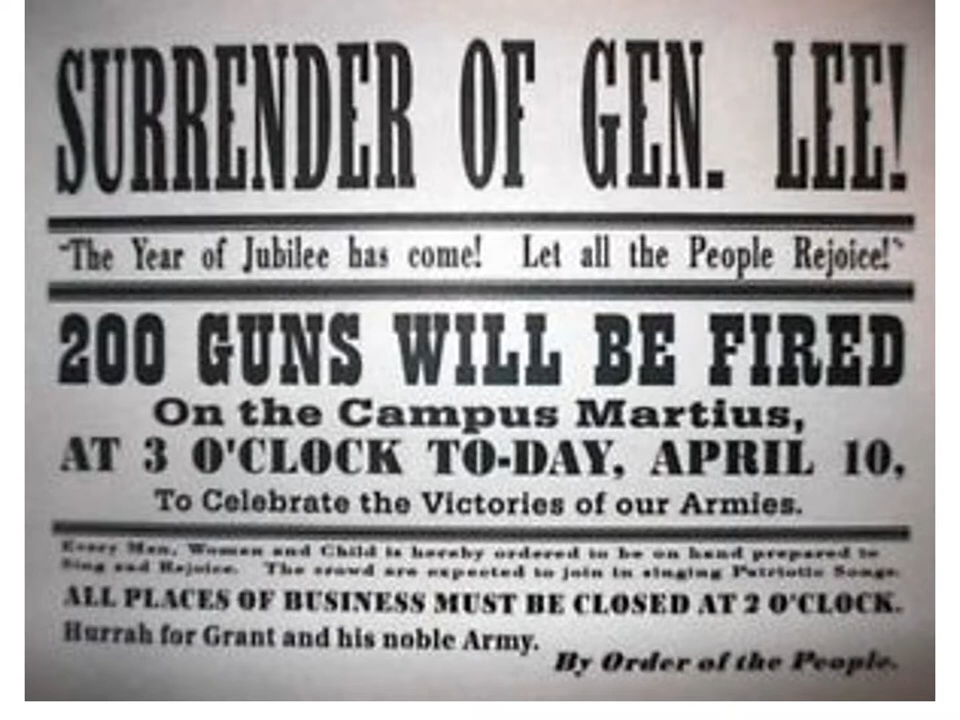 SURRENDER OF GEN. LEE!
"The Year of Jubilee has come! Let all the People Rejoice!"
200 GUNS WILL BE FIRED
On the Campus Martius,
AT 3 O'CLOCK TO-DAY, APRIL 10,
To Celebrate the Victories of our Armies.
Every Man, Woman and Child is hereby ordered to be on hand prepared to
Sing and Rejoice. The crowd are expected to join in singing Patriotic Songs.
ALL PLACES OF BUSINESS MUST BE CLOSED AT 2 O'CLOCK.
Hurrah for Grant and his noble Army.
By Order of the People.